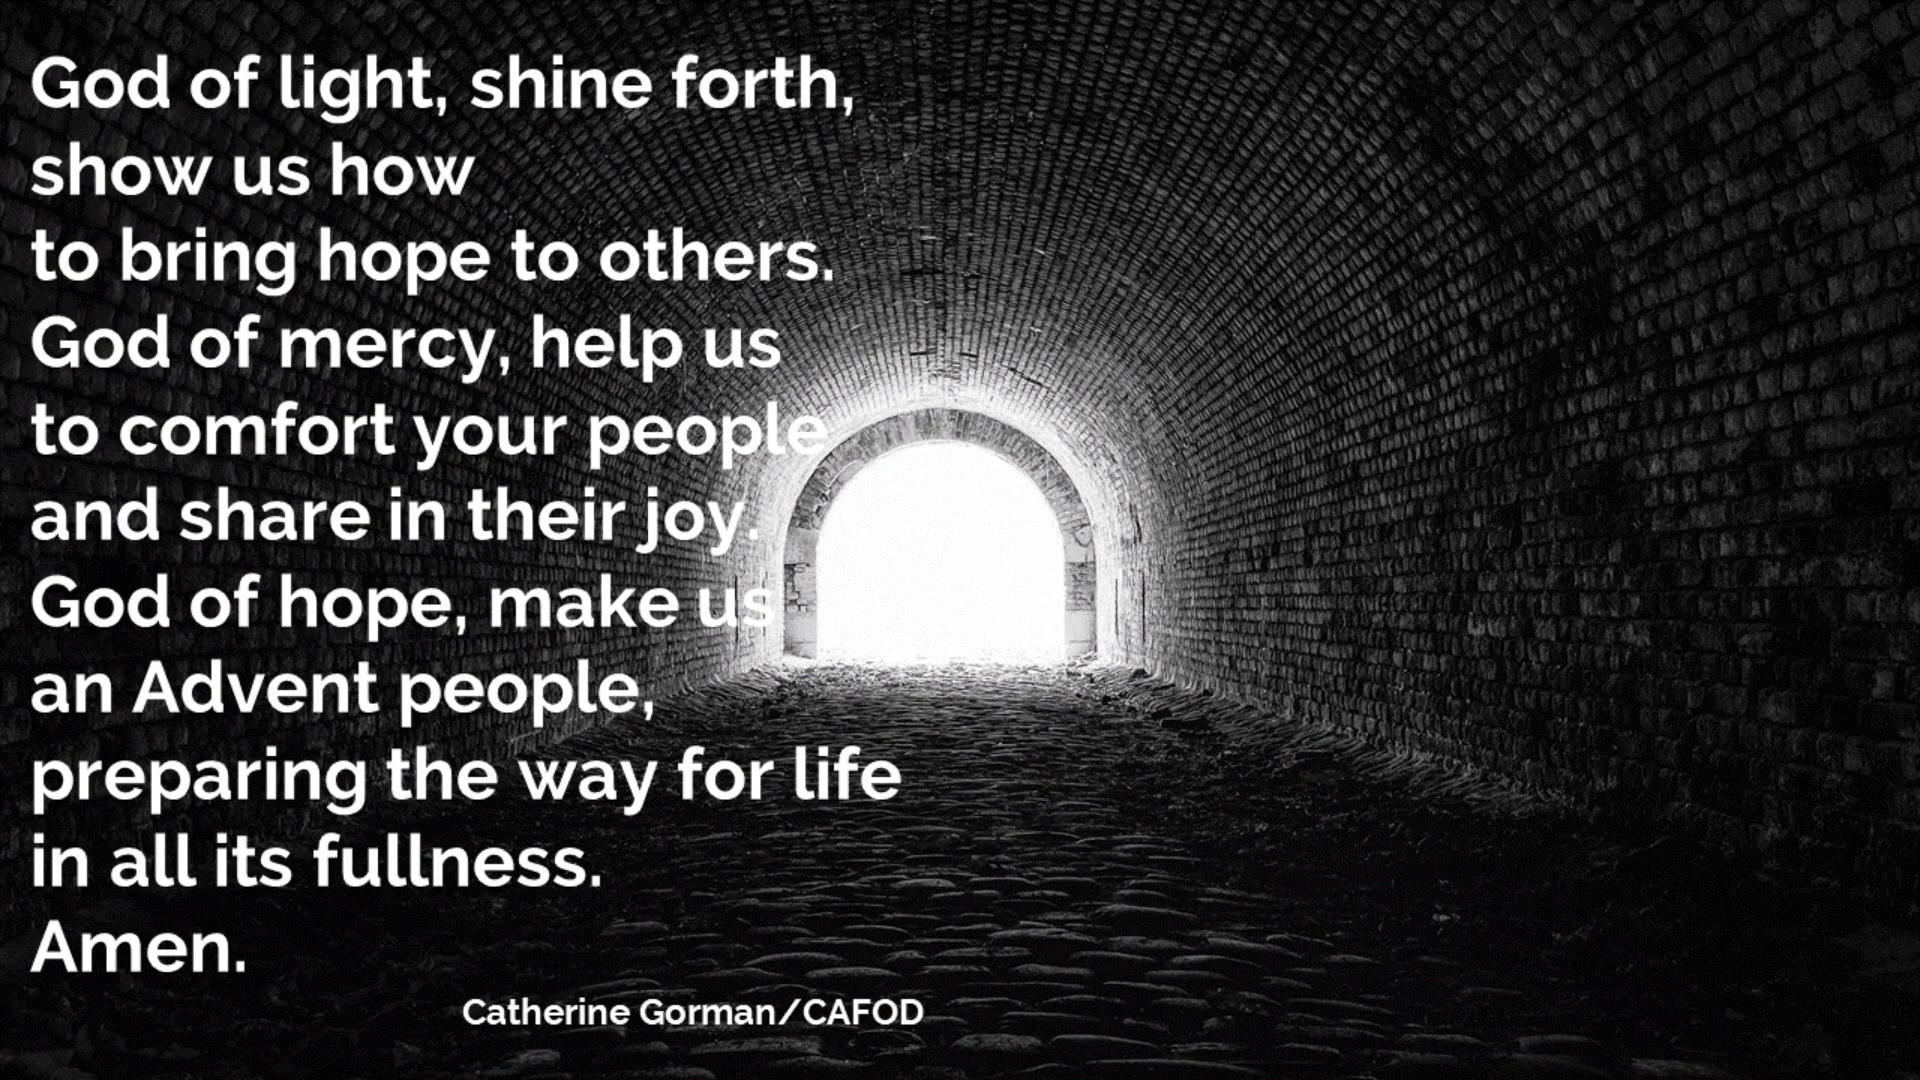 God of light, shine forth,
show us how
to bring hope to others.
God of mercy, help us
to comfort your people
and share in their joy.
God of hope, make us
an Advent people,
preparing the way for life
in all its fullness.
Amen.
Catherine Gorman/CAFOD